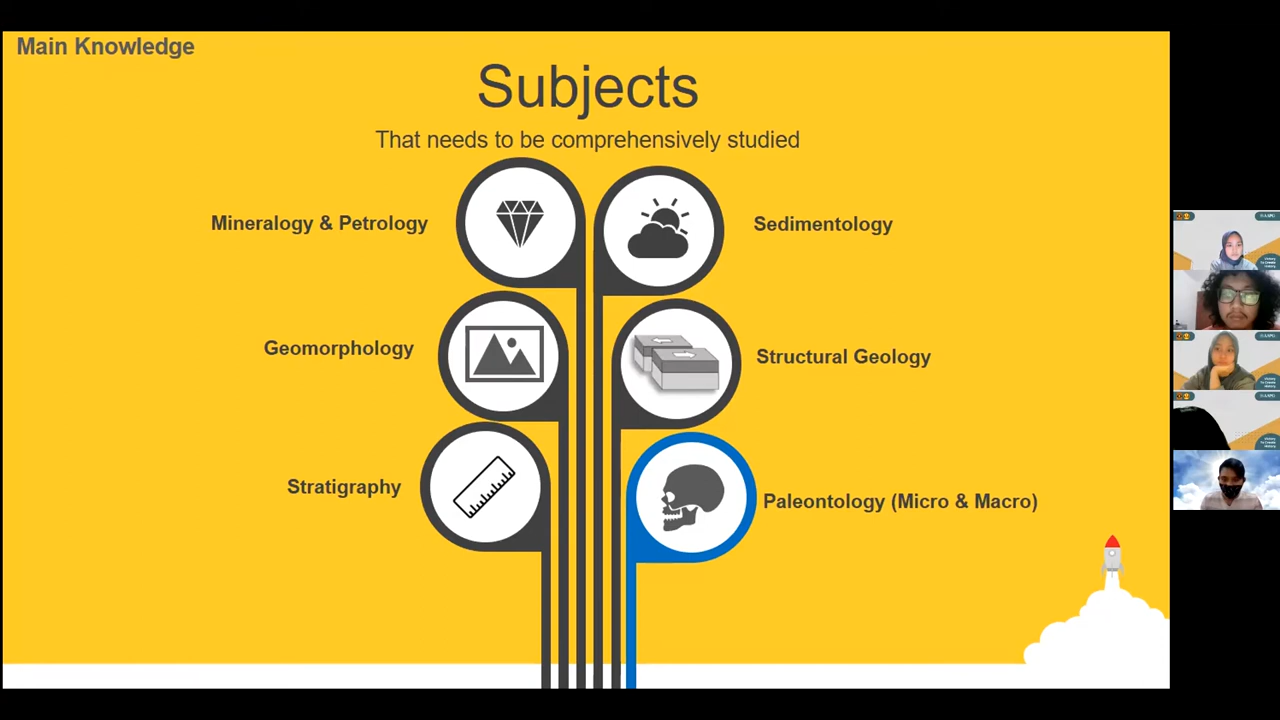 Main Knowledge
Subjects
That needs to be comprehensively studied
Mineralogy & Petrology
Sedimentology
Geomorphology
Structural Geology
Stratigraphy
Paleontology (Micro & Macro)